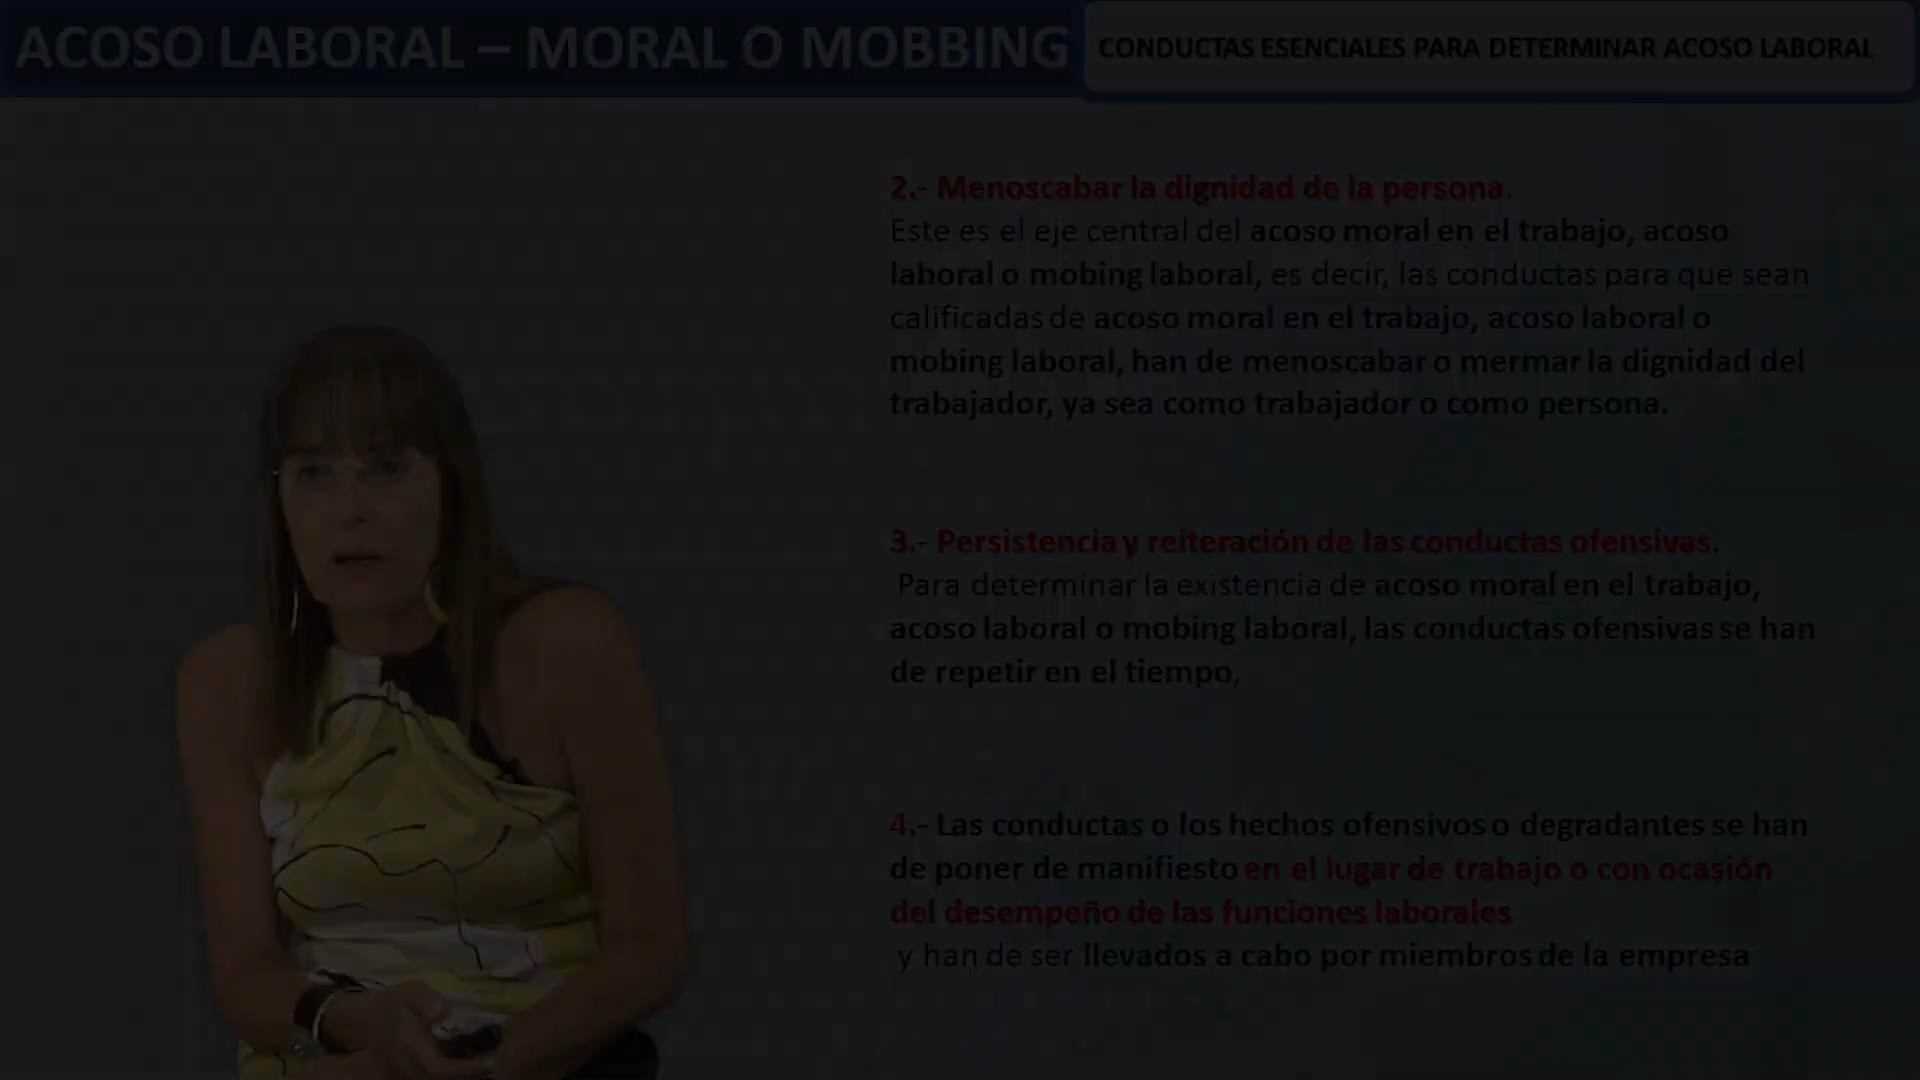 ACOSO LABORAL – MORAL O MOBBING
CONDUCTAS ESENCIALES PARA DETERMINAR ACOSO LABORAL
2.- Menoscabar la dignidad de la persona.
Este es el eje central del acoso moral en el trabajo, acoso
laboral o mobing laboral, es decir, las conductas para que sean
calificadas de acoso moral en el trabajo, acoso laboral o
mobing laboral, han de menoscabar o mermar la dignidad del
trabajador, ya sea como trabajador o como persona.
3.- Persistencia y reiteración de las conductas ofensivas.
Para determinar la existencia de acoso moral en el trabajo,
acoso laboral o mobing laboral, las conductas ofensivas se han
de repetir en el tiempo,
4.- Las conductas o los hechos ofensivos o degradantes se han
de poner de manifiesto en el lugar de trabajo o con ocasión
del desempeño de las funciones laborales
y han de ser llevados a cabo por miembros de la empresa